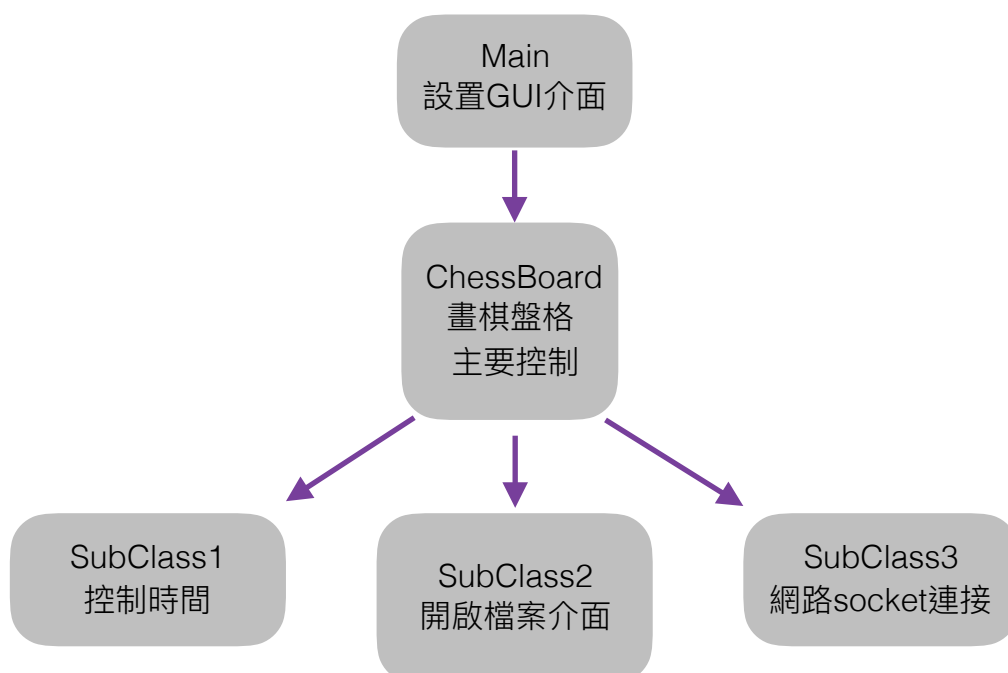 Main
設置GUI介面
ChessBoard
畫棋盤格
主要控制
SubClass1
控制時間
SubClass2
開啟檔案介面
SubClass3
網路socket連接